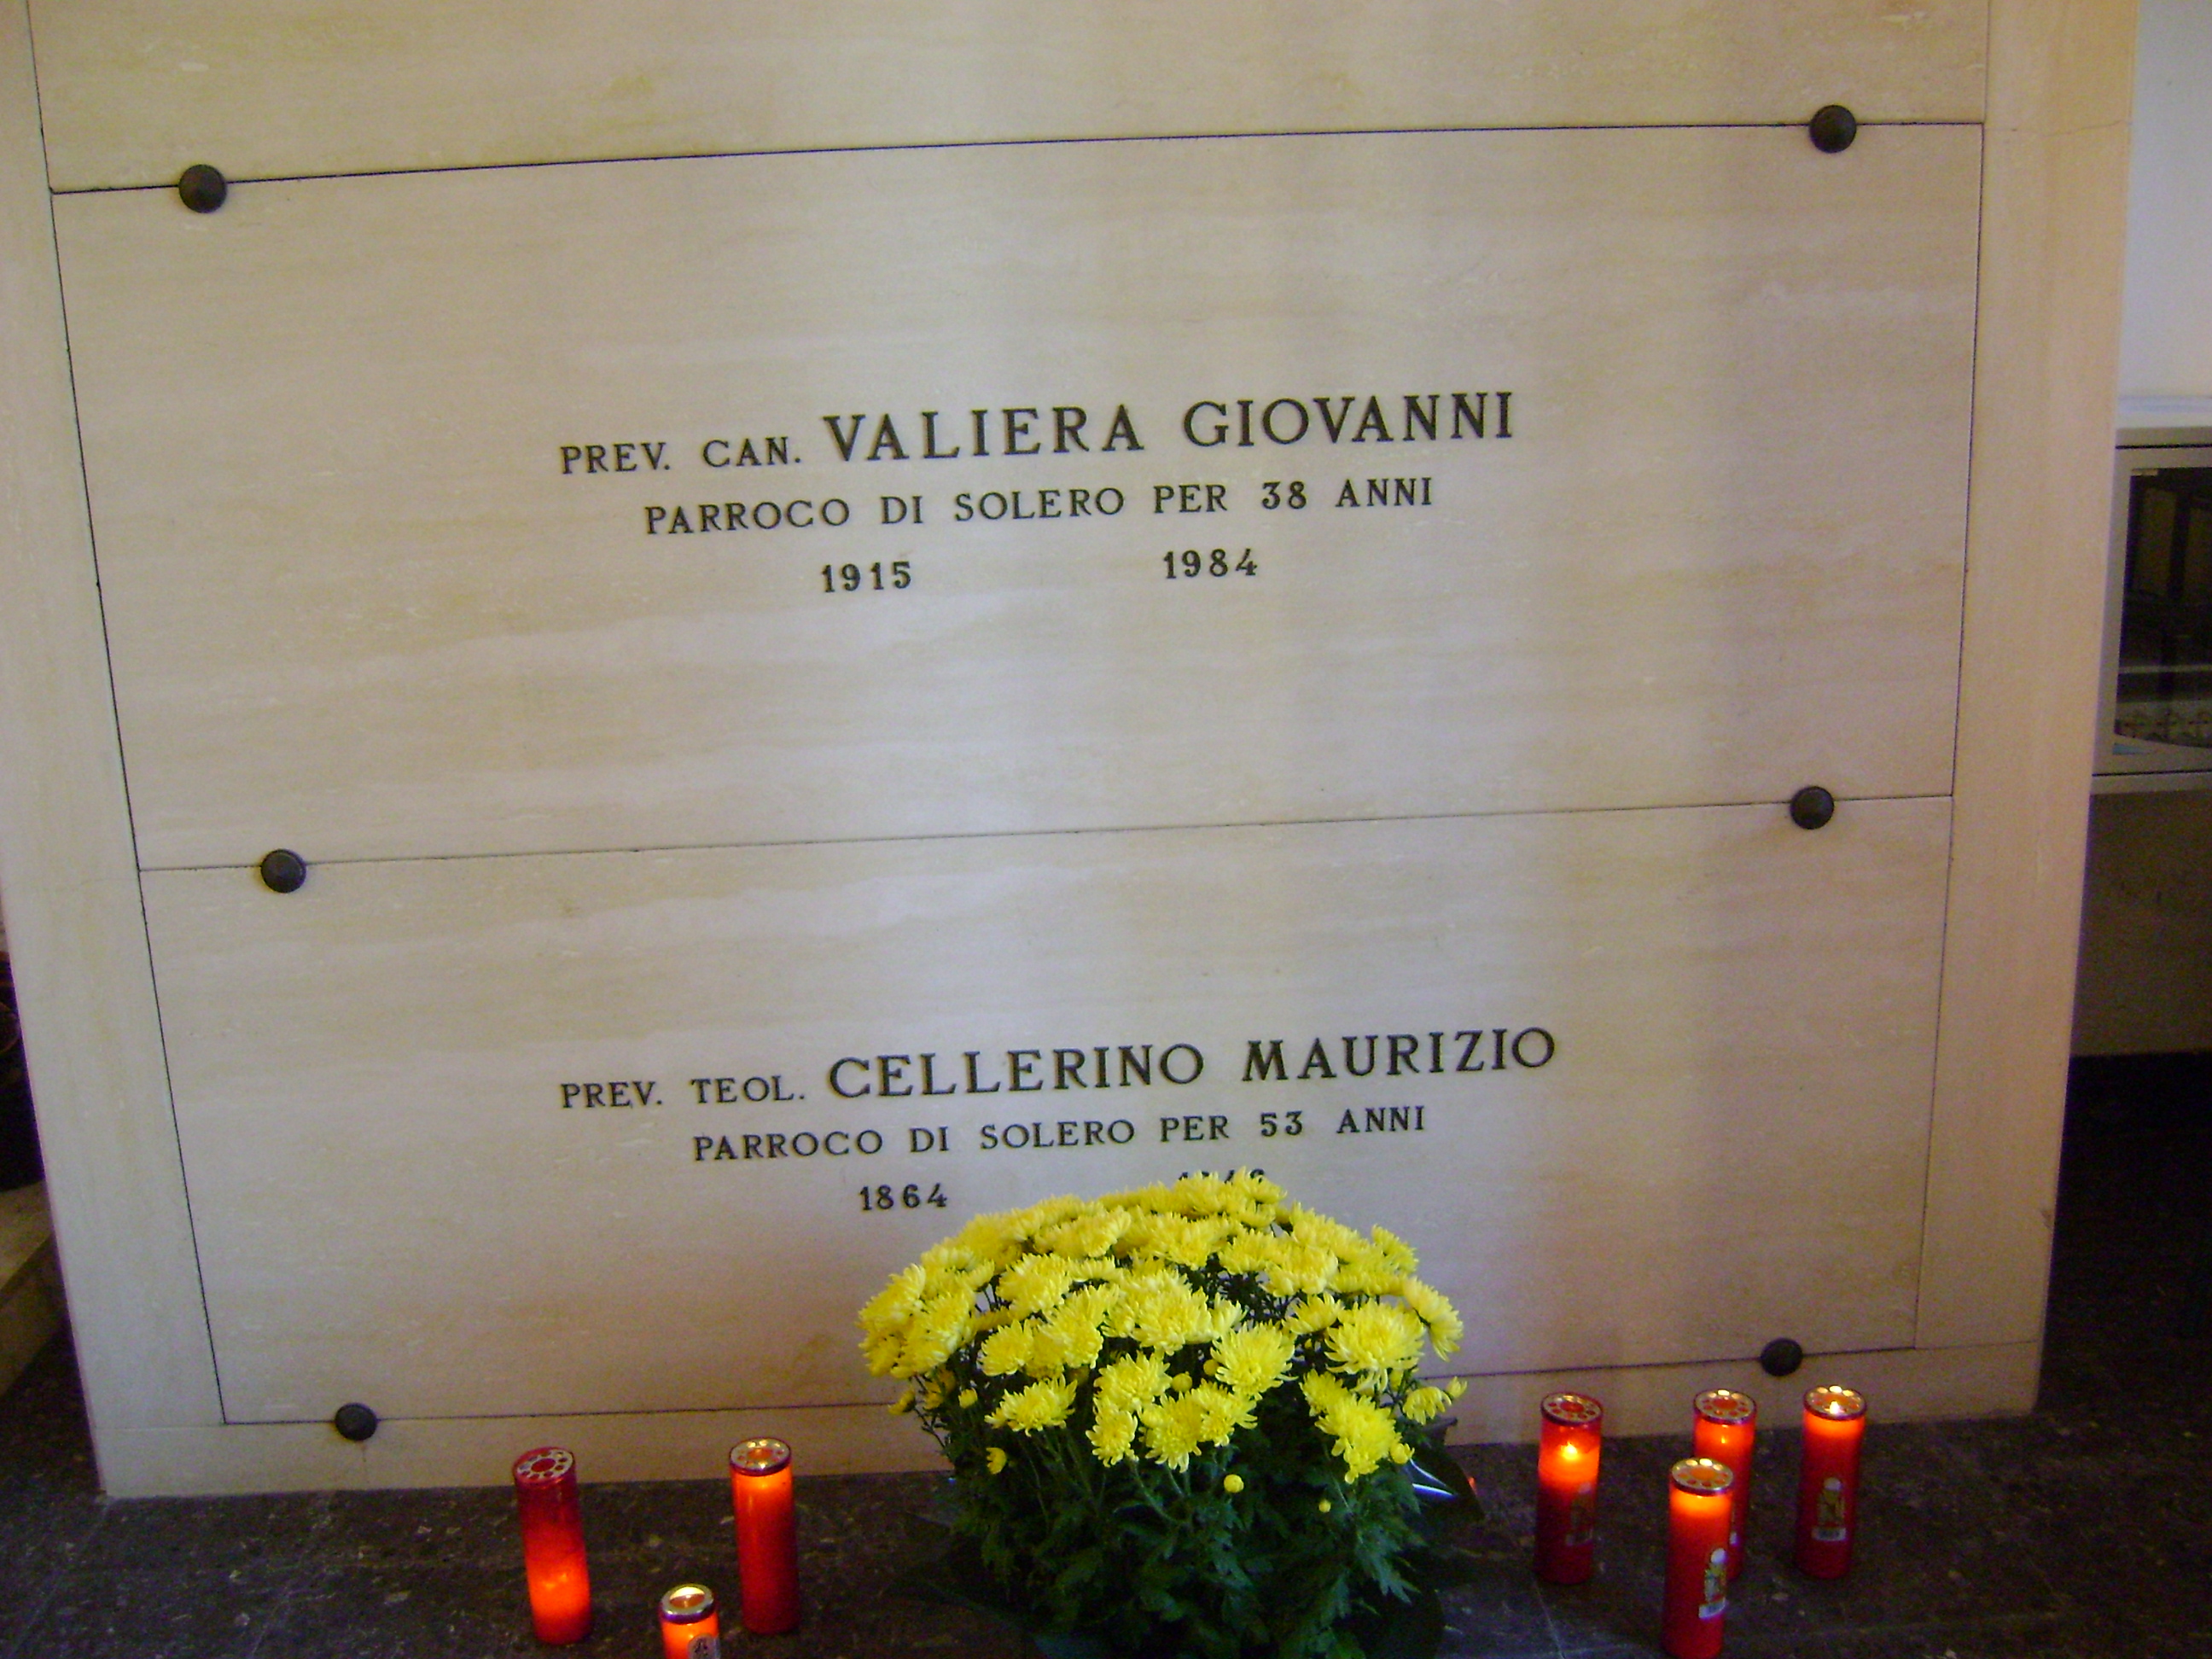 PREV. CAN. VALIERA GIOVANNI
PARROCO DI SOLERO PER 38 ANNI
1915 1984
PREV. TEOL. CELLERINO MAURIZIO
PARROCO DI SOLERO PER 53 ANNI
1864